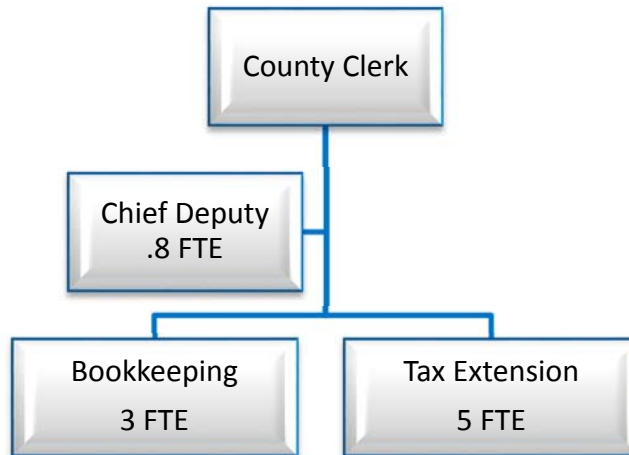 County Clerk
Chief Deputy
.8 FTE
Bookkeeping
3 FTE
Tax Extension
5 FTE